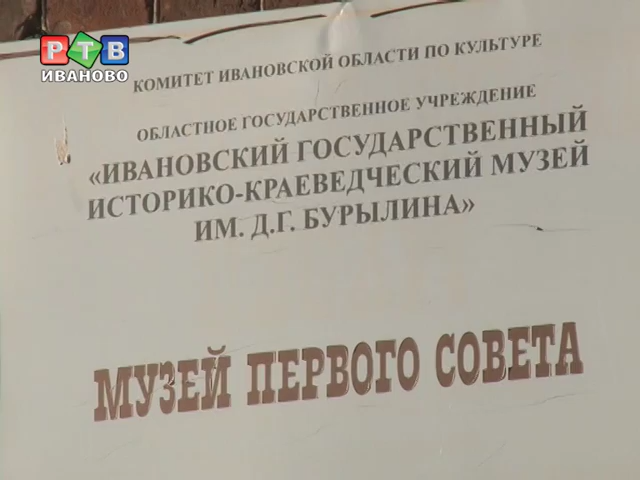 РТВ
ИВАНОВО
КОМИТЕТ ИВАНОВСКОЙ ОБЛАСТИ ПО КУЛЬТУРЕ
ОБЛАСТНОЕ ГОСУДАРСТВЕННОЕ УЧРЕЖДЕНИЕ
«ИВАНОВСКИЙ ГОСУДАРСТВЕННЫЙ
ИСТОРИКО-КРАЕВЕДЧЕСКИЙ МУЗЕЙ
ИМ. Д.Г. БУРЫЛИНА»
МУЗЕЙ ПЕРВОГО СОВЕТА